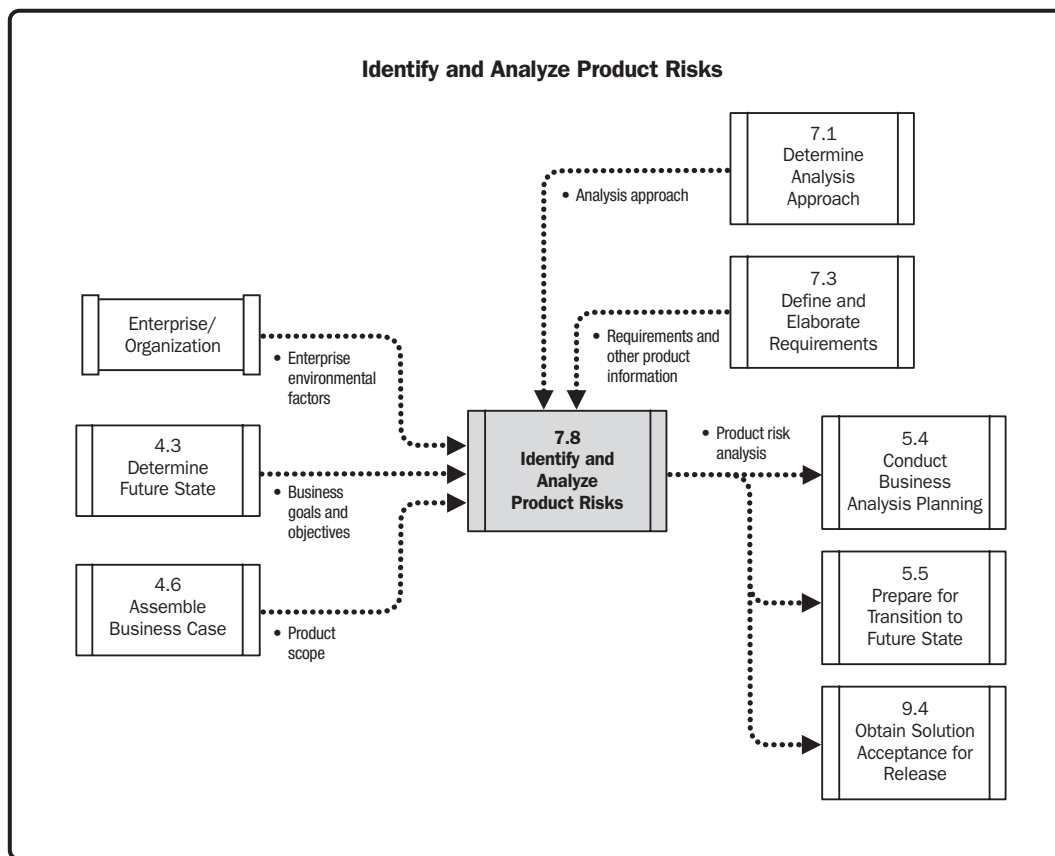 Identify and Analyze Product Risks
7.1
Determine
Analysis
Approach
• Analysis approach
7.3
Define and
Elaborate
Requirements
• Requirements and
other product
information
Enterprise/
Organization
• Enterprise
environmental
factors
4.3
Determine
Future State
• Business
goals and
objectives
4.6
Assemble
Business Case
• Product
scope
7.8
Identify and
Analyze
Product Risks
• Product risk
analysis
5.4
Conduct
Business
Analysis Planning
5.5
Prepare for
Transition to
Future State
9.4
Obtain Solution
Acceptance for
Release